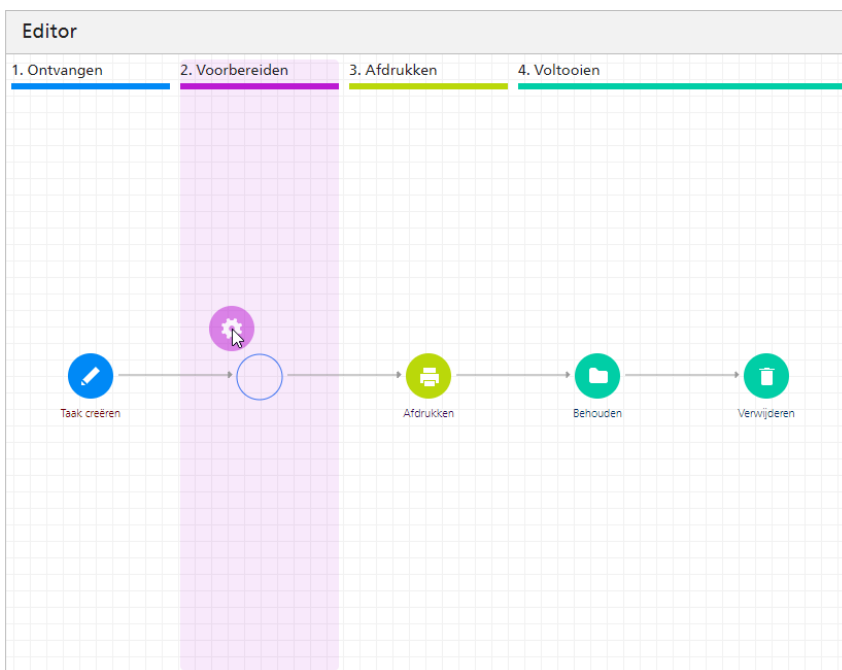 Editor
1. Ontvangen
2. Voorbereiden
3. Afdrukken
4. Voltooien
Taak creëren
Afdrukken
Behouden
Verwijderen